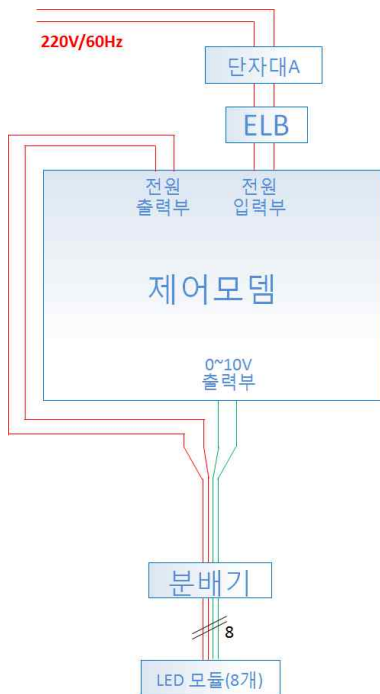 220V/60Hz
단자대A
ELB
전원
출력부
전원
입력부
제어모뎀
0~10V
출력부
분배기
8
LED 모듈(8개)